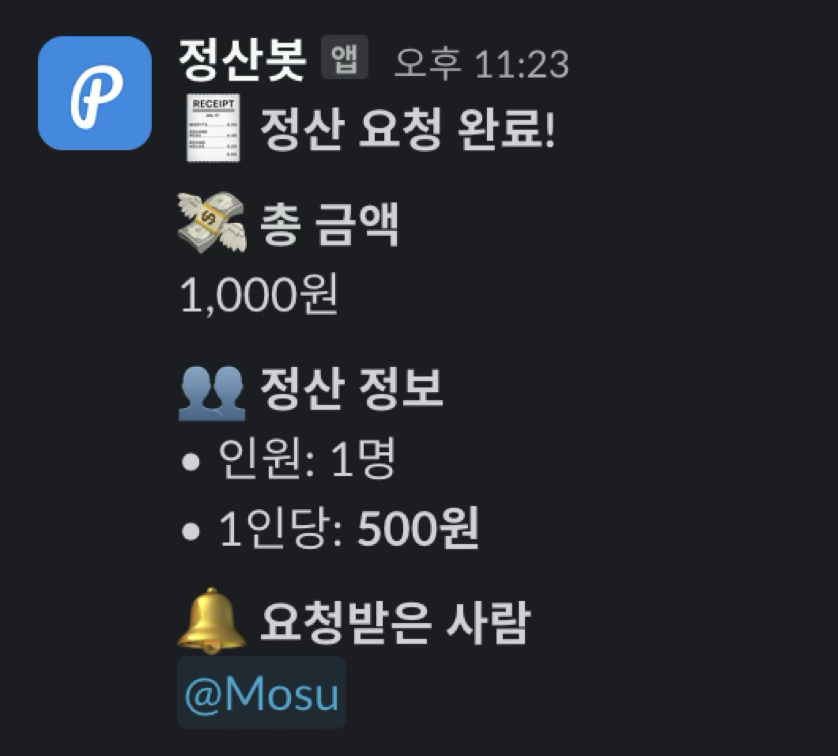 정산봇 앱 오후 11:23
RECEIPT
정산 요청 완료!
총 금액
1,000원
정산 정보
• 인원: 1명
• 1인당: 500원
요청받은 사람
@Mosu